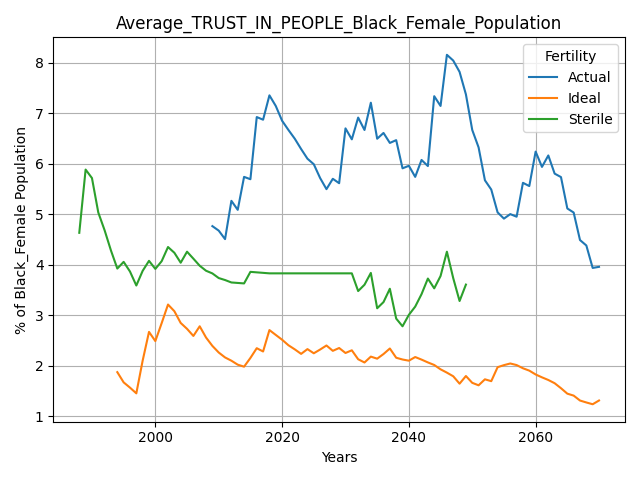 Average_TRUST_IN_PEOPLE_Black_Female_Population
Fertility
Actual
Ideal
Sterile
% of Black_Female Population
8
7
6
5
4
3
2
1
2000 2020 2040 2060
Years